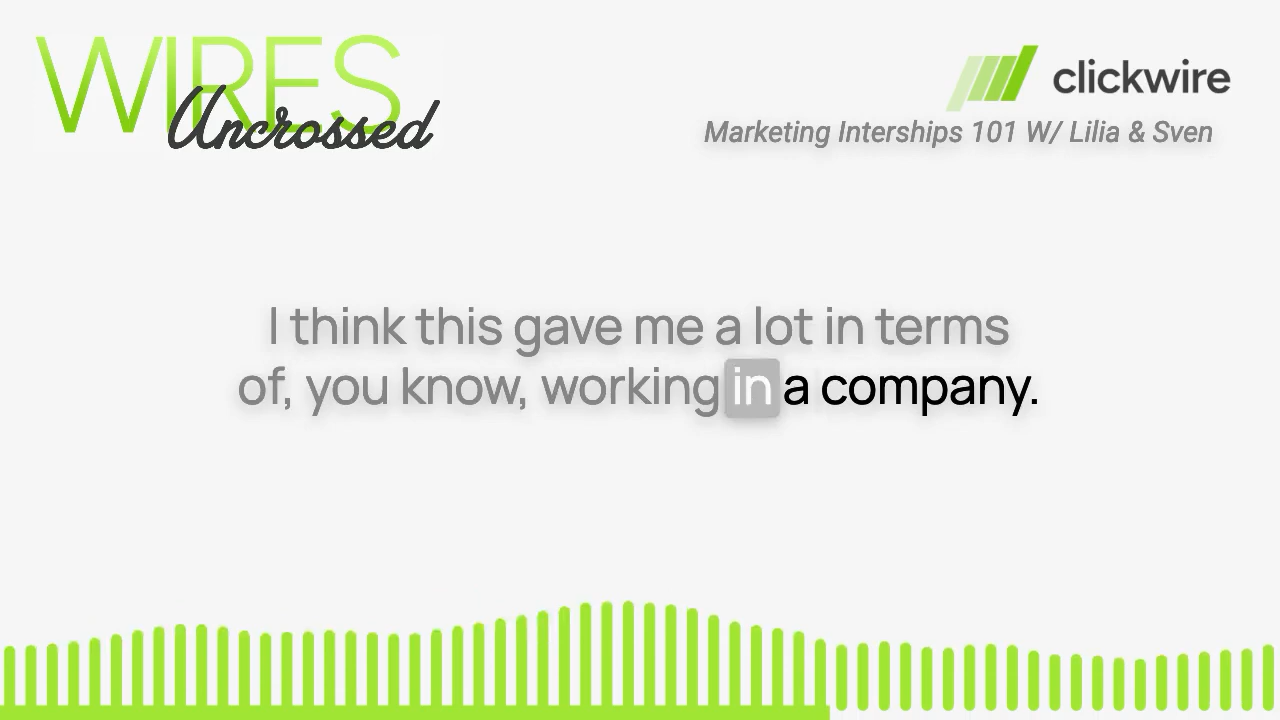 WIRES
Uncrossed
clickwire
Marketing Interships 101 W/ Lilia & Sven
I think this gave me a lot in terms
of, you know, working in a company.